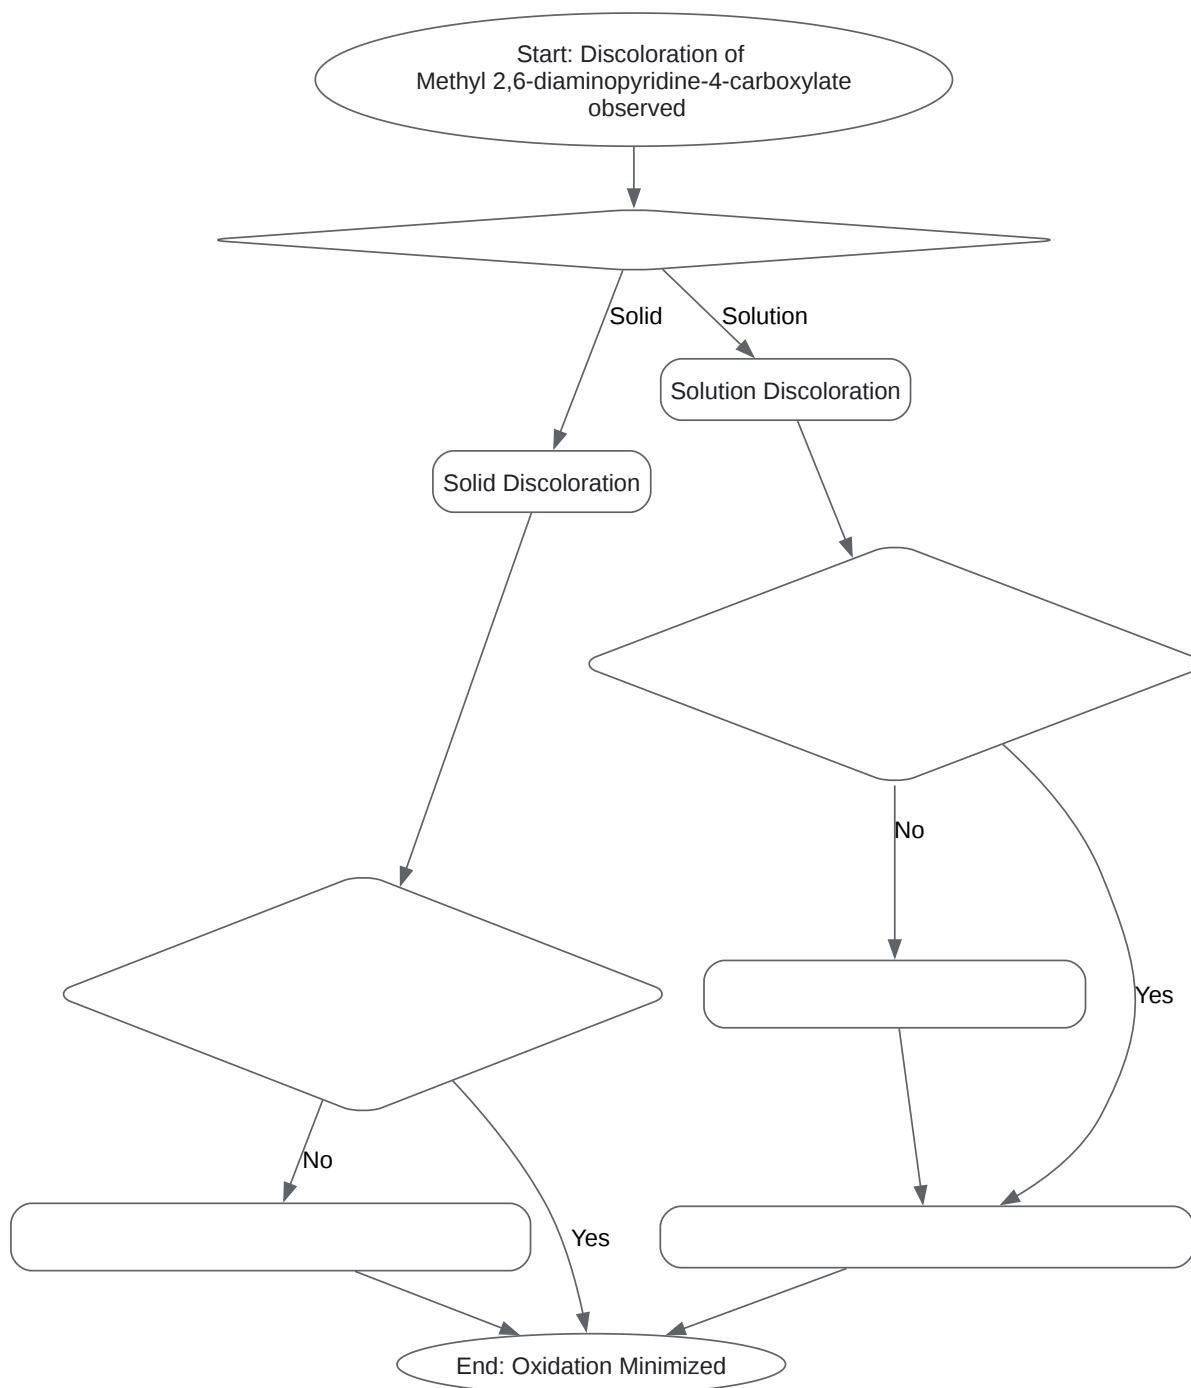 Start: Discoloration of
Methyl 2,6-diaminopyridine-4-carboxylate
observed
Solid
Solution
Solution Discoloration
Solid Discoloration
No
Yes
No
Yes
End: Oxidation Minimized